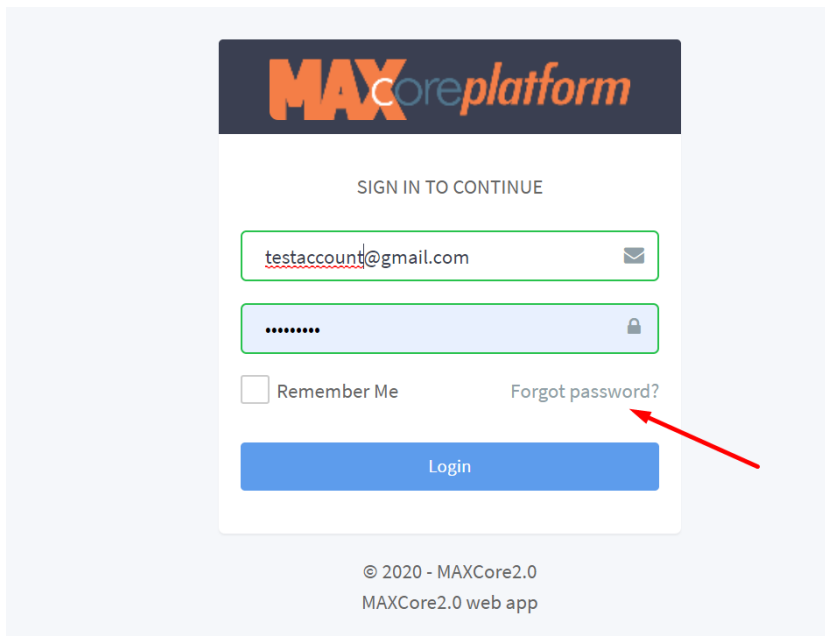 MAXcoreplatform
SIGN IN TO CONTINUE
testaccount@gmail.com
•••••••••
Remember Me
Forgot password?
Login
© 2020 - MAXCore2.0
MAXCore2.0 web app